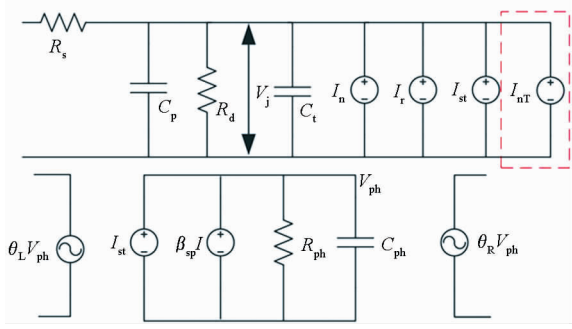 R_s
C_p
R_d
V_j
C_t
I_n
I_r
I_st
I_nT
θ_L V_ph
I_st
β_sp I
R_ph
V_ph
C_ph
θ_R V_ph